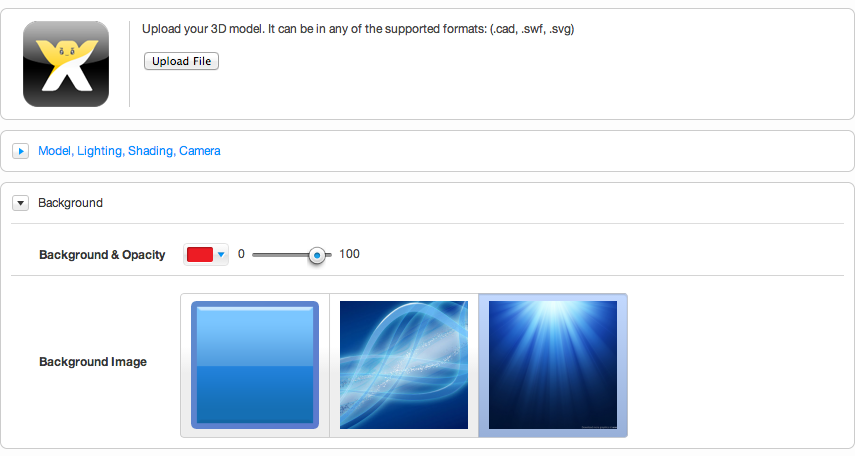 Upload your 3D model. It can be in any of the supported formats: (.cad, .swf, .svg)
Upload File
Model, Lighting, Shading, Camera
Background
Background & Opacity 0 100
Background Image